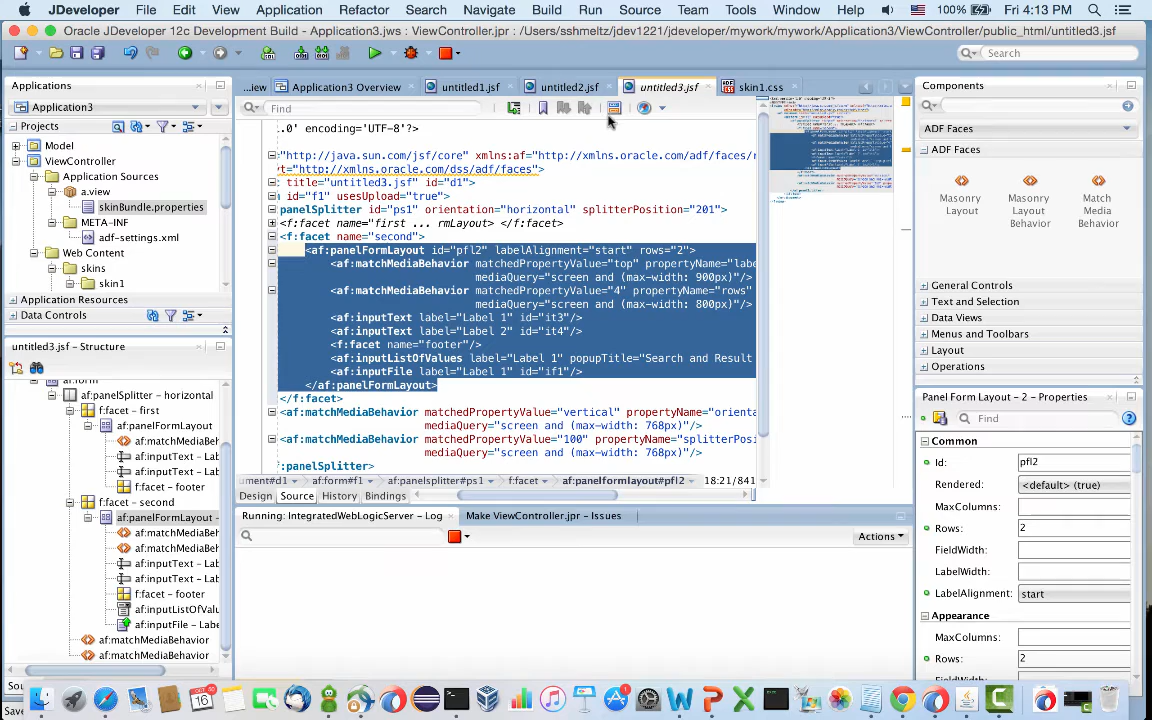 JDeveloper File Edit View Application Refactor Search Navigate Build Run Source Team Tools Window Help 100% Fri 4:13 PM
Oracle JDeveloper 12c Development Build - Application3.jws : ViewController.jpr : /Users/sshmeltz/jdev1221/jdeveloper/mywork/mywork/Application3/ViewController/public_html/untitled3.jsf
Search
Applications
Application3
Projects
Model
ViewController
Application Sources
a.view
SkinBundle.properties
META-INF
adf-settings.xml
Web Content
skins
skin1
Application Resources
Data Controls
untitled3.jsf - Structure
af:form
af:panelSplitter - horizontal
f:facet - first
af:panelFormLayout
af:matchMediaBeh
af:inputText - Lab
af:inputText - Lab
f:facet - footer
f:facet - second
af:panelFormLayout -
af:matchMediaBeh
af:matchMediaBeh
af:inputText - Lab
af:inputText - Lab
f:facet - footer
af:inputListOfValu
af:inputFile - Labe
af:matchMediaBehavior
af:matchMediaBehavior
Sou
Save
...iew Application3 Overview untitled1.jsf untitled2.jsf untitled3.jsf skin1.css
Find
.0' encoding='UTF-8'?>
"http://java.sun.com/jsf/core" xmlns:af="http://xmlns.oracle.com/adf/faces/r
vt="http://xmlns.oracle.com/dss/adf/faces">
title="untitled3.jsf" id="d1">
id="f1" usesUpload="true">
panelSplitter id="ps1" orientation="horizontal" splitterPosition="201">
<f:facet name="first ... rmLayout> </f:facet>
<f:facet name="second">
<af:panelFormLayout id="pfl2" labelAlignment="start" rows="2">
<af:matchMediaBehavior matchedPropertyValue="top" propertyName="labe
mediaQuery="screen and (max-width: 900px)"/>
<af:matchMediaBehavior matchedPropertyValue="4" propertyName="rows"
mediaQuery="screen and (max-width: 800px)"/>
<af:inputText label="Label 1" id="it3"/>
<af:inputText label="Label 2" id="it4"/>
<f:facet name="footer"/>
<af:inputListOfValues label="Label 1" popupTitle="Search and Result
<af:inputFile label="Label 1" id="if1"/>
</af:panelFormLayout>
</f:facet>
<af:matchMediaBehavior matchedPropertyValue="vertical" propertyName="orienta
mediaQuery="screen and (max-width: 768px)"/>
<af:matchMediaBehavior matchedPropertyValue="100" propertyName="splitterPosi
mediaQuery="screen and (max-width: 768px)"/>
f:panelSplitter>
ument#d1 af:form#f1 af:panelsplitter#ps1 f:facet af:panelformlayout#pfl2 18:21/841
Design Source History Bindings
Running: IntegratedWebLogicServer - Log Make ViewController.jpr - Issues
Actions
Components
ADF Faces
ADF Faces
Masonry Layout
Masonry Layout Behavior
Match Media Behavior
General Controls
Text and Selection
Data Views
Menus and Toolbars
Layout
Operations
Panel Form Layout - 2 - Properties
Find
Common
Id: pfl2
Rendered: <default> (true)
MaxColumns:
Rows: 2
FieldWidth:
LabelWidth:
LabelAlignment: start
Appearance
MaxColumns:
Rows: 2